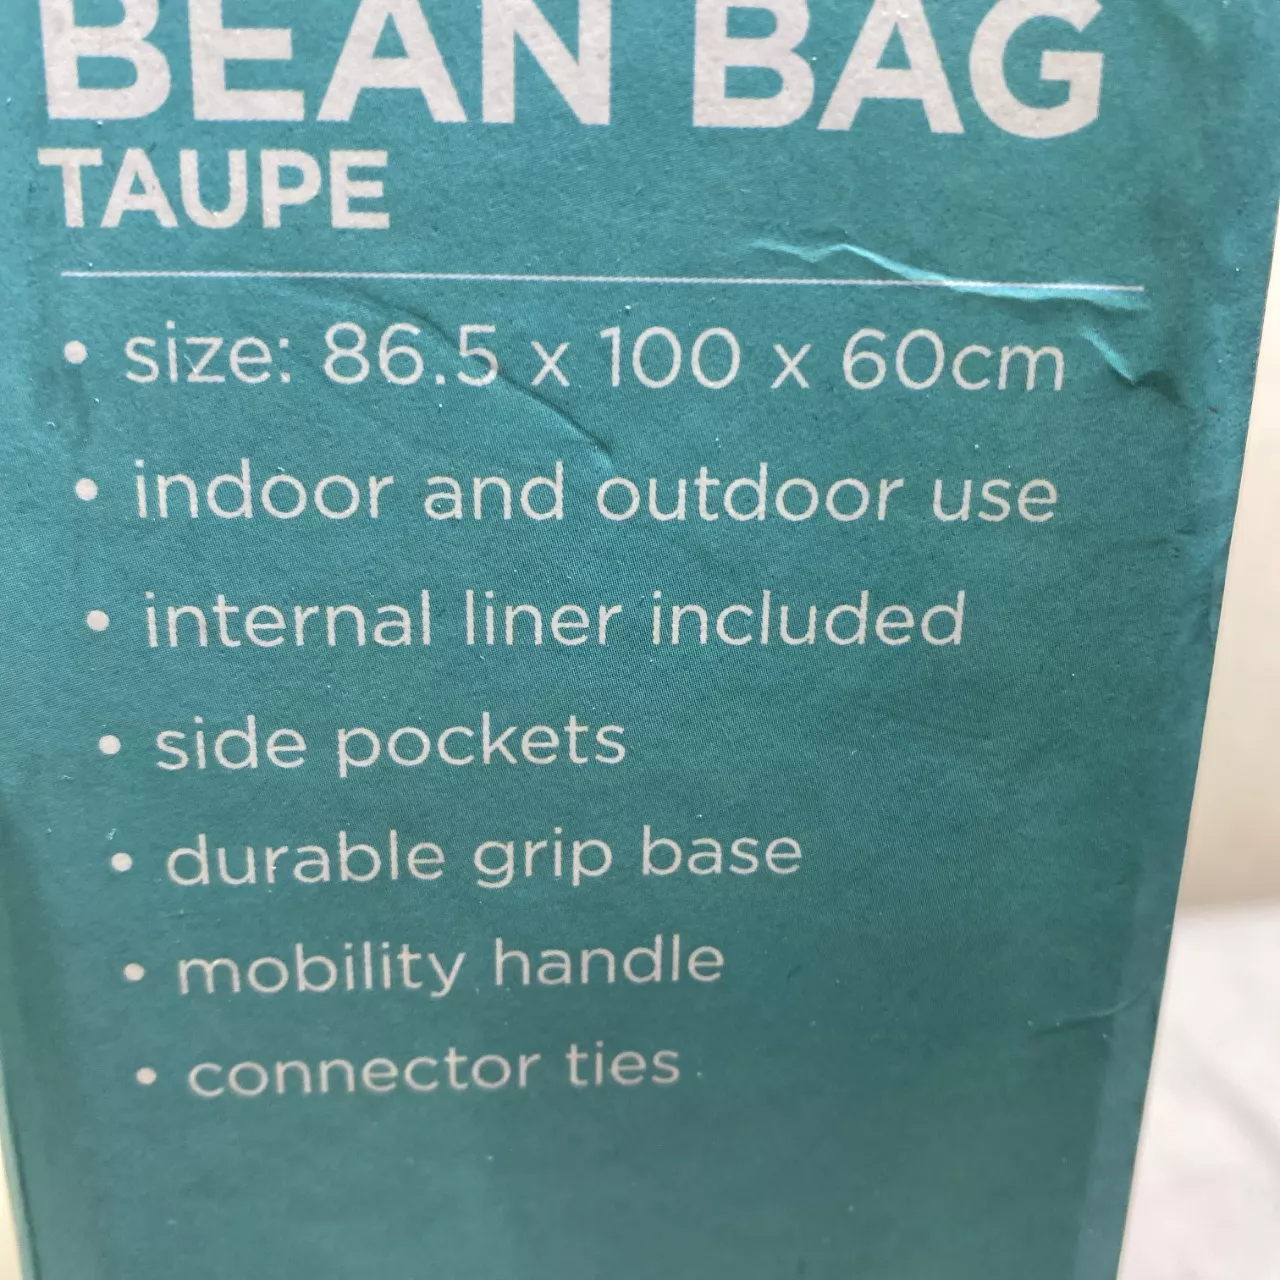 BEAN BAG
TAUPE
• size: 86.5 x 100 x 60cm
• indoor and outdoor use
• internal liner included
• side pockets
• durable grip base
• mobility handle
• connector ties